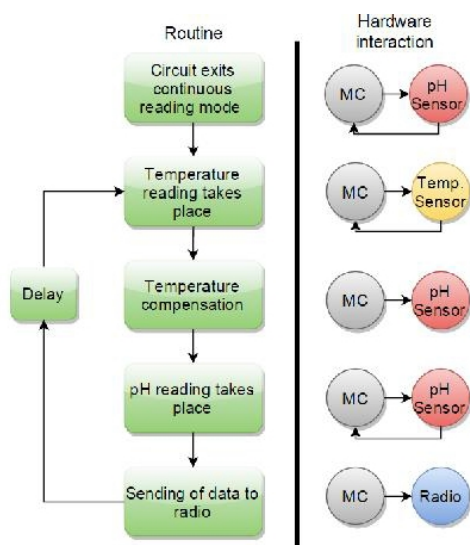 Routine
Hardware
interaction
Circuit exits
continuous
reading mode
MC
pH
Sensor
Temperature
reading takes
place
MC
Temp.
Sensor
Delay
Temperature
compensation
MC
pH
Sensor
pH reading takes
place
MC
pH
Sensor
Sending of data to
radio
MC
Radio